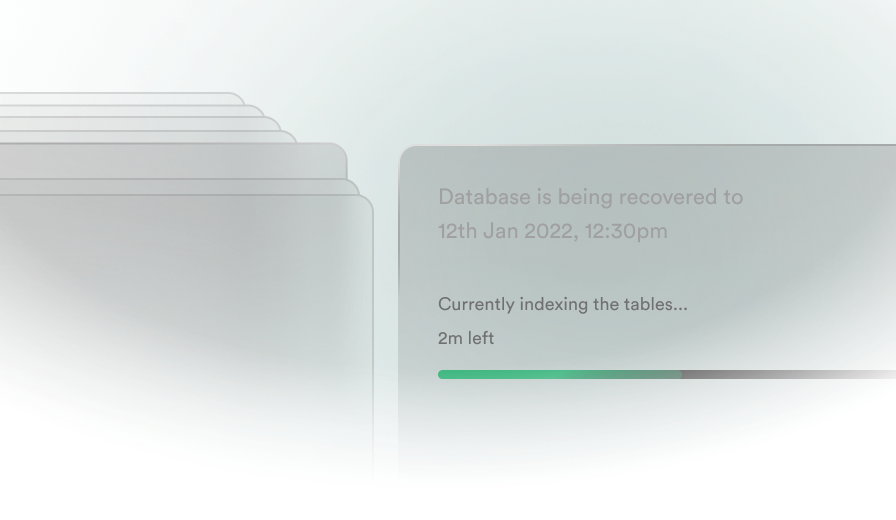 Database is being recovered to
12th Jan 2022, 12:30pm
Currently indexing the tables...
2m left